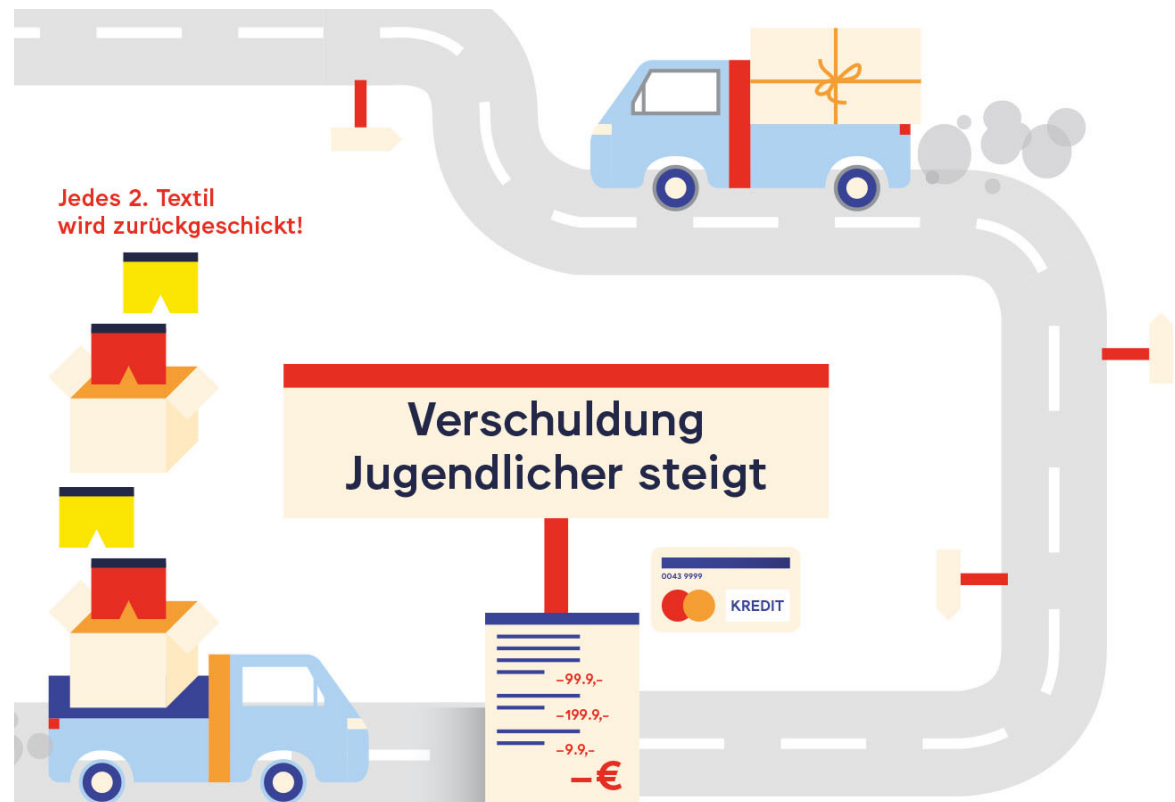 Jedes 2. Textil
wird zurückgeschickt!
Verschuldung
Jugendlicher steigt
0043 9999
KREDIT
–99.9,–
–199.9,–
–9.9,–
–€